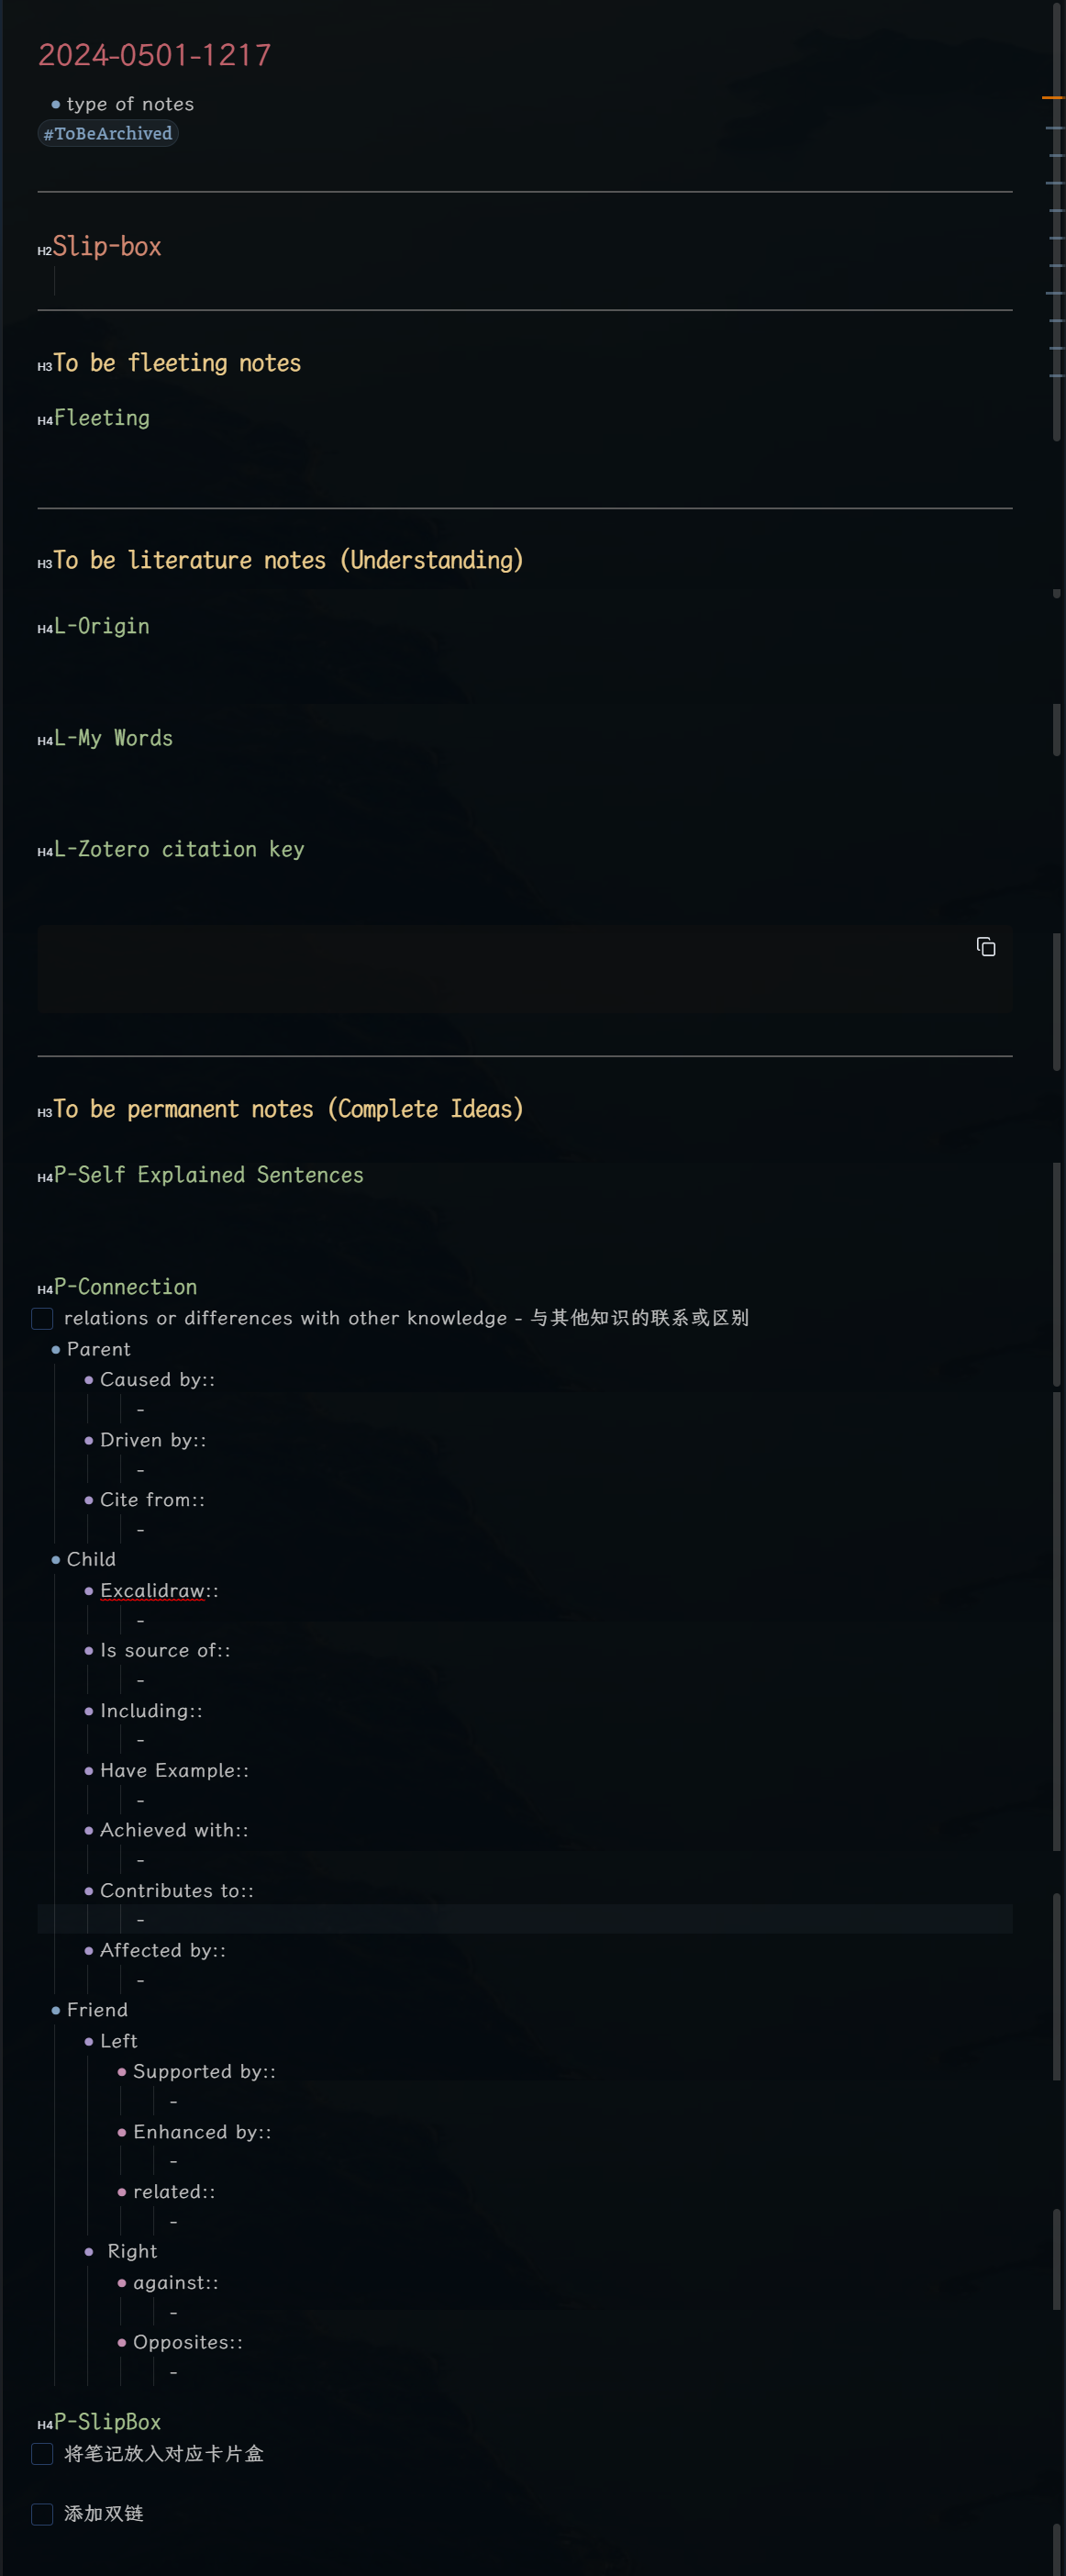 2024-0501-1217
type of notes
#ToBeArchived
H2 Slip-box
H3 To be fleeting notes
H4 Fleeting
H3 To be literature notes (Understanding)
H4 L-Origin
H4 L-My Words
H4 L-Zotero citation key
H3 To be permanent notes (Complete Ideas)
H4 P-Self Explained Sentences
H4 P-Connection
relations or differences with other knowledge - 与其他知识的联系或区别
Parent
Caused by::
-
Driven by::
-
Cite from::
-
Child
Excalidraw::
-
Is source of::
-
Including::
-
Have Example::
-
Achieved with::
-
Contributes to::
-
Affected by::
-
Friend
Left
Supported by::
-
Enhanced by::
-
related::
-
Right
against::
-
Opposites::
-
H4 P-SlipBox
将笔记放入对应卡片盒
添加双链